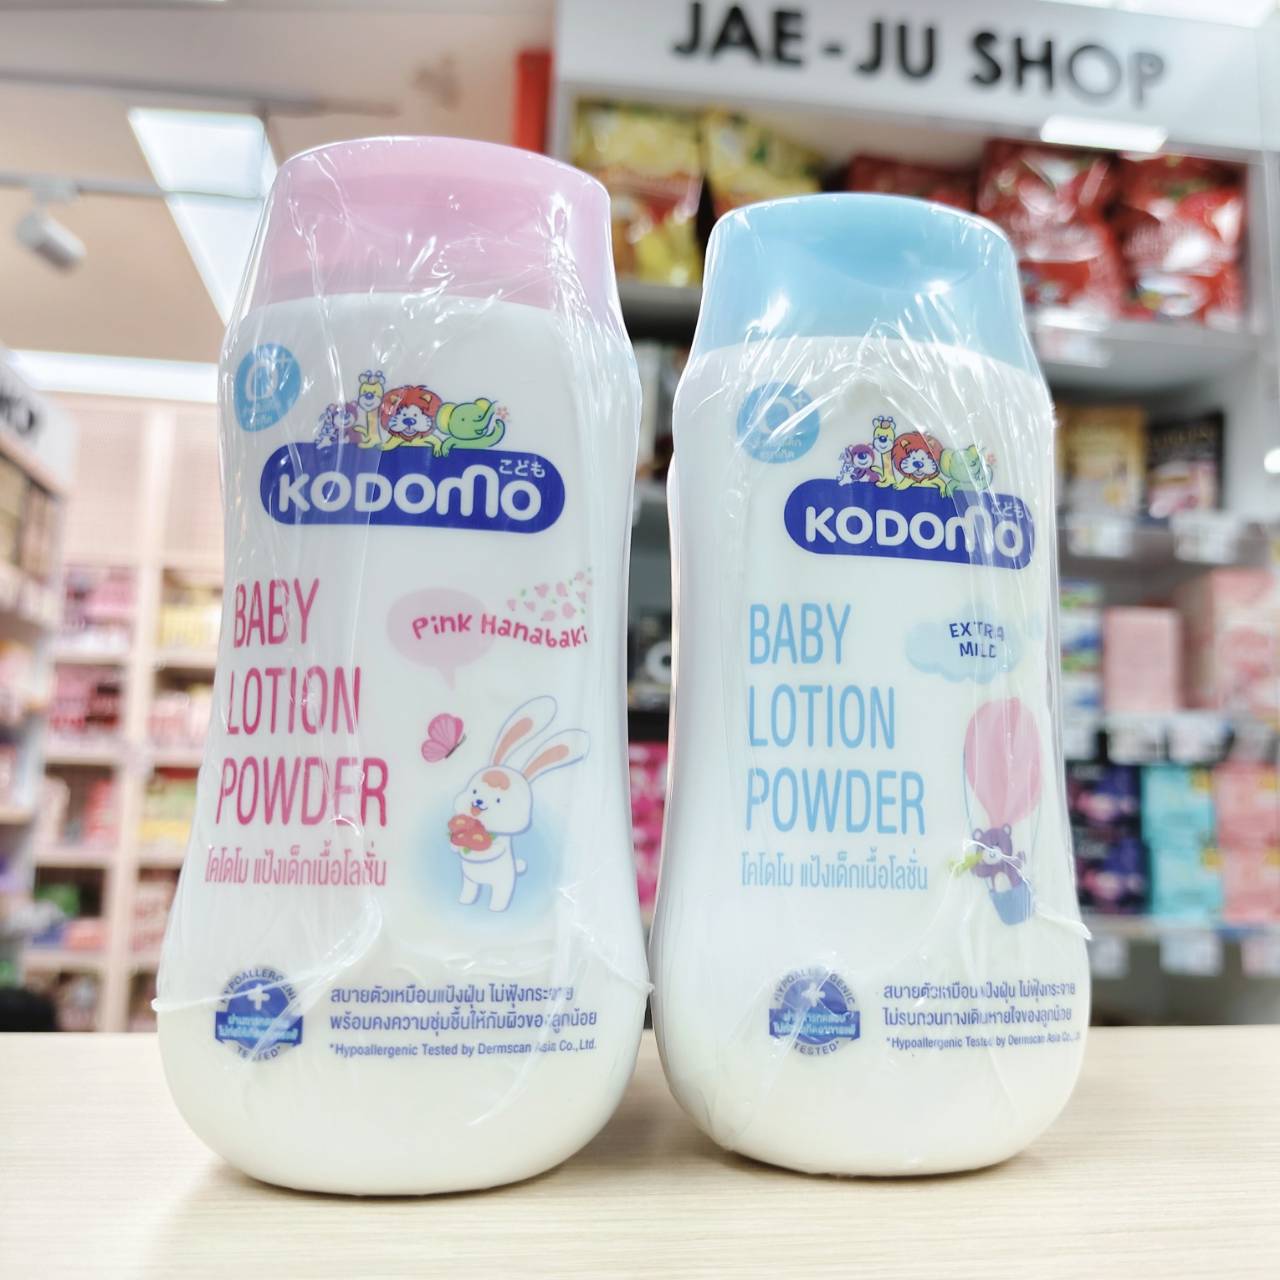 JAE-JU SHOP
こども
KODOMO
BABY
LOTION
POWDER
Pink Hanabaki
โคโดโม แป้งเด็กเนื้อโลชั่น
HYPOALLERGENIC
TESTED*
สบายตัวเหมือนแป้งฝุ่น ไม่ฟุ้งกระจาย
พร้อมคงความชุ่มชื้นให้กับผิวของลูกน้อย
*Hypoallergenic Tested by Dermscan Asia Co.,Ltd.
こども
KODOMO
BABY
LOTION
POWDER
EXTRA
MILD
โคโดโม แป้งเด็กเนื้อโลชั่น
HYPOALLERGENIC
TESTED*
สบายตัวเหมือนแป้งฝุ่น ไม่ฟุ้งกระจาย
ไม่รบกวนทางเดินหายใจของลูกน้อย
*Hypoallergenic Tested by Dermscan Asia Co.,